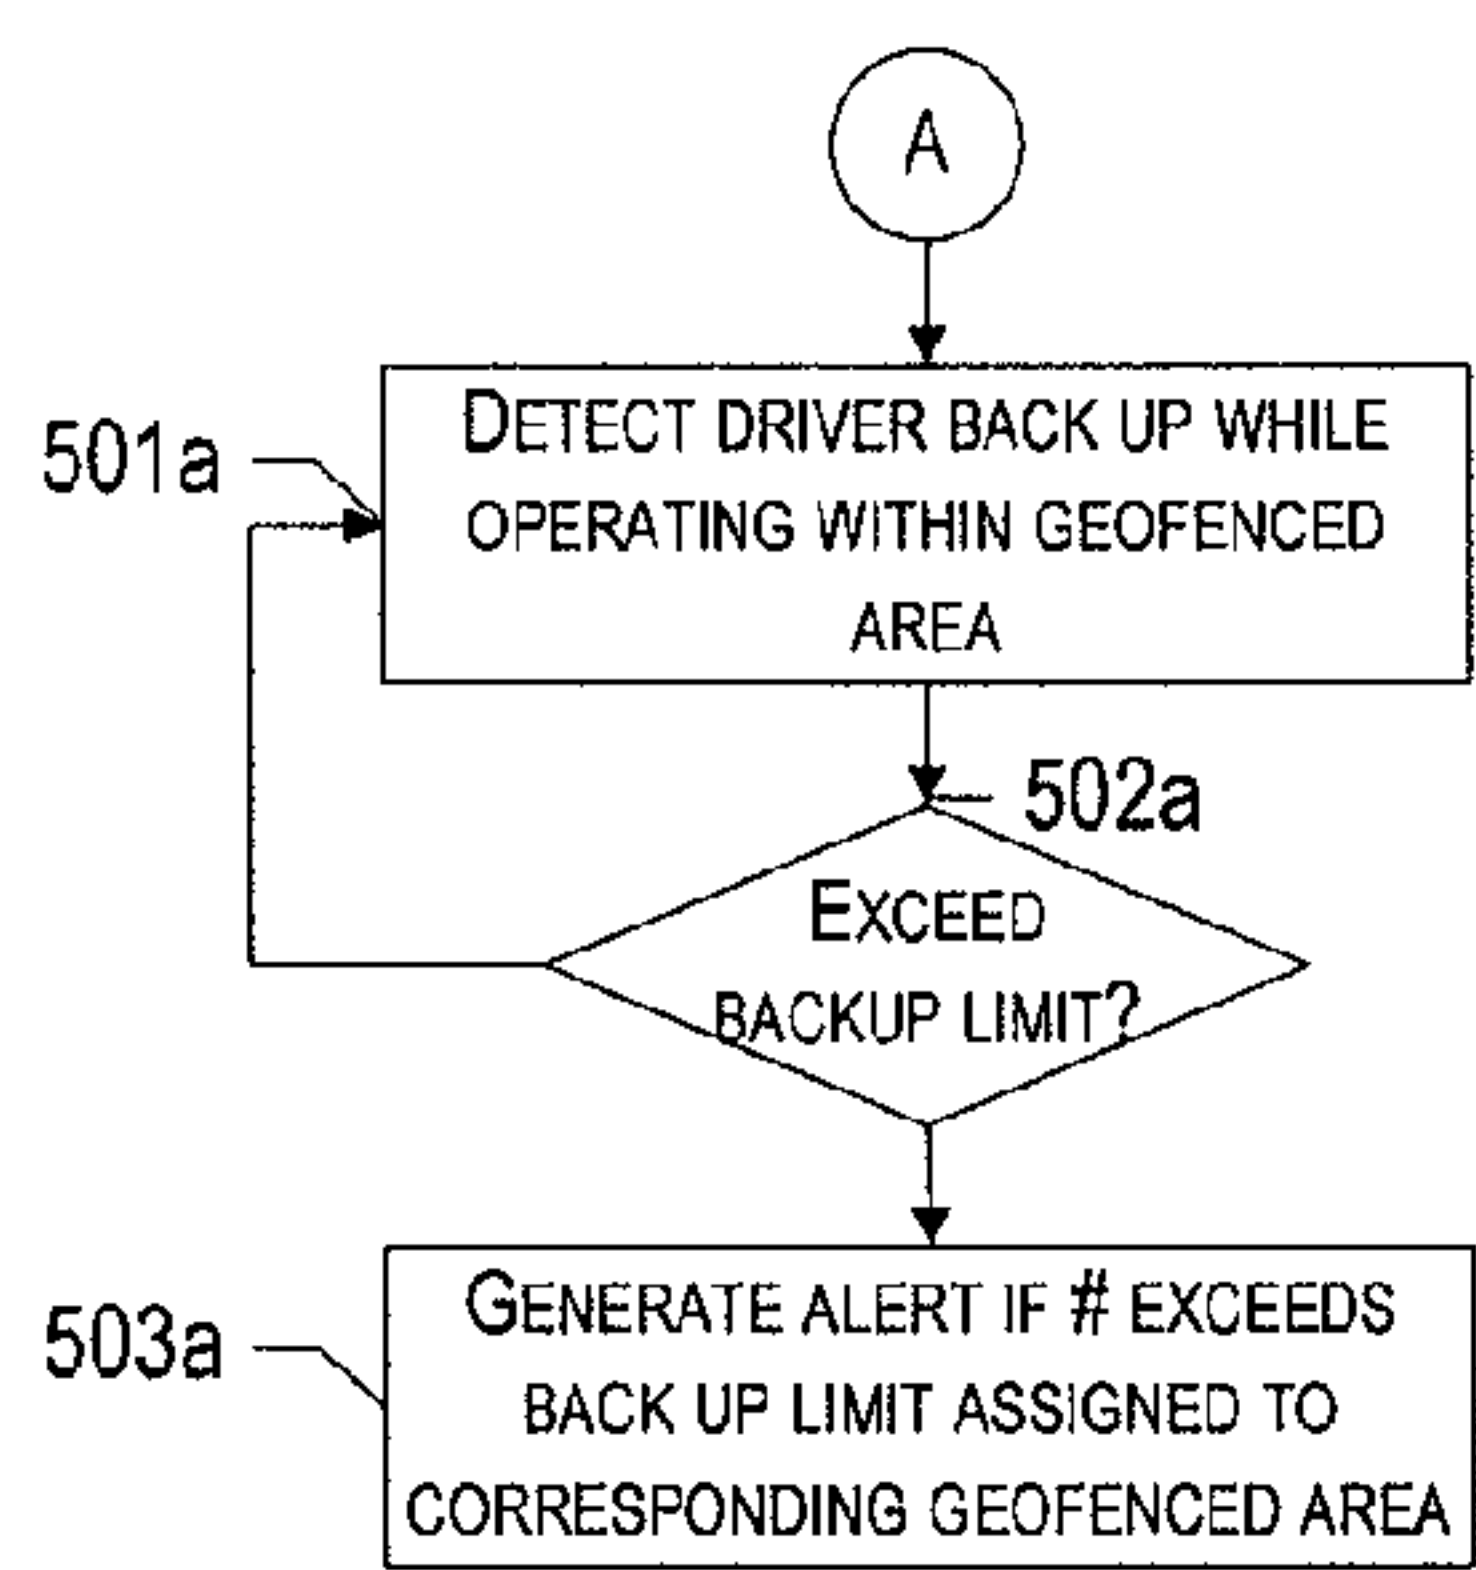 A
501a
DETECT DRIVER BACK UP WHILE
OPERATING WITHIN GEOFENCED
AREA
502a
EXCEED
BACKUP LIMIT?
503a
GENERATE ALERT IF # EXCEEDS
BACK UP LIMIT ASSIGNED TO
CORRESPONDING GEOFENCED AREA